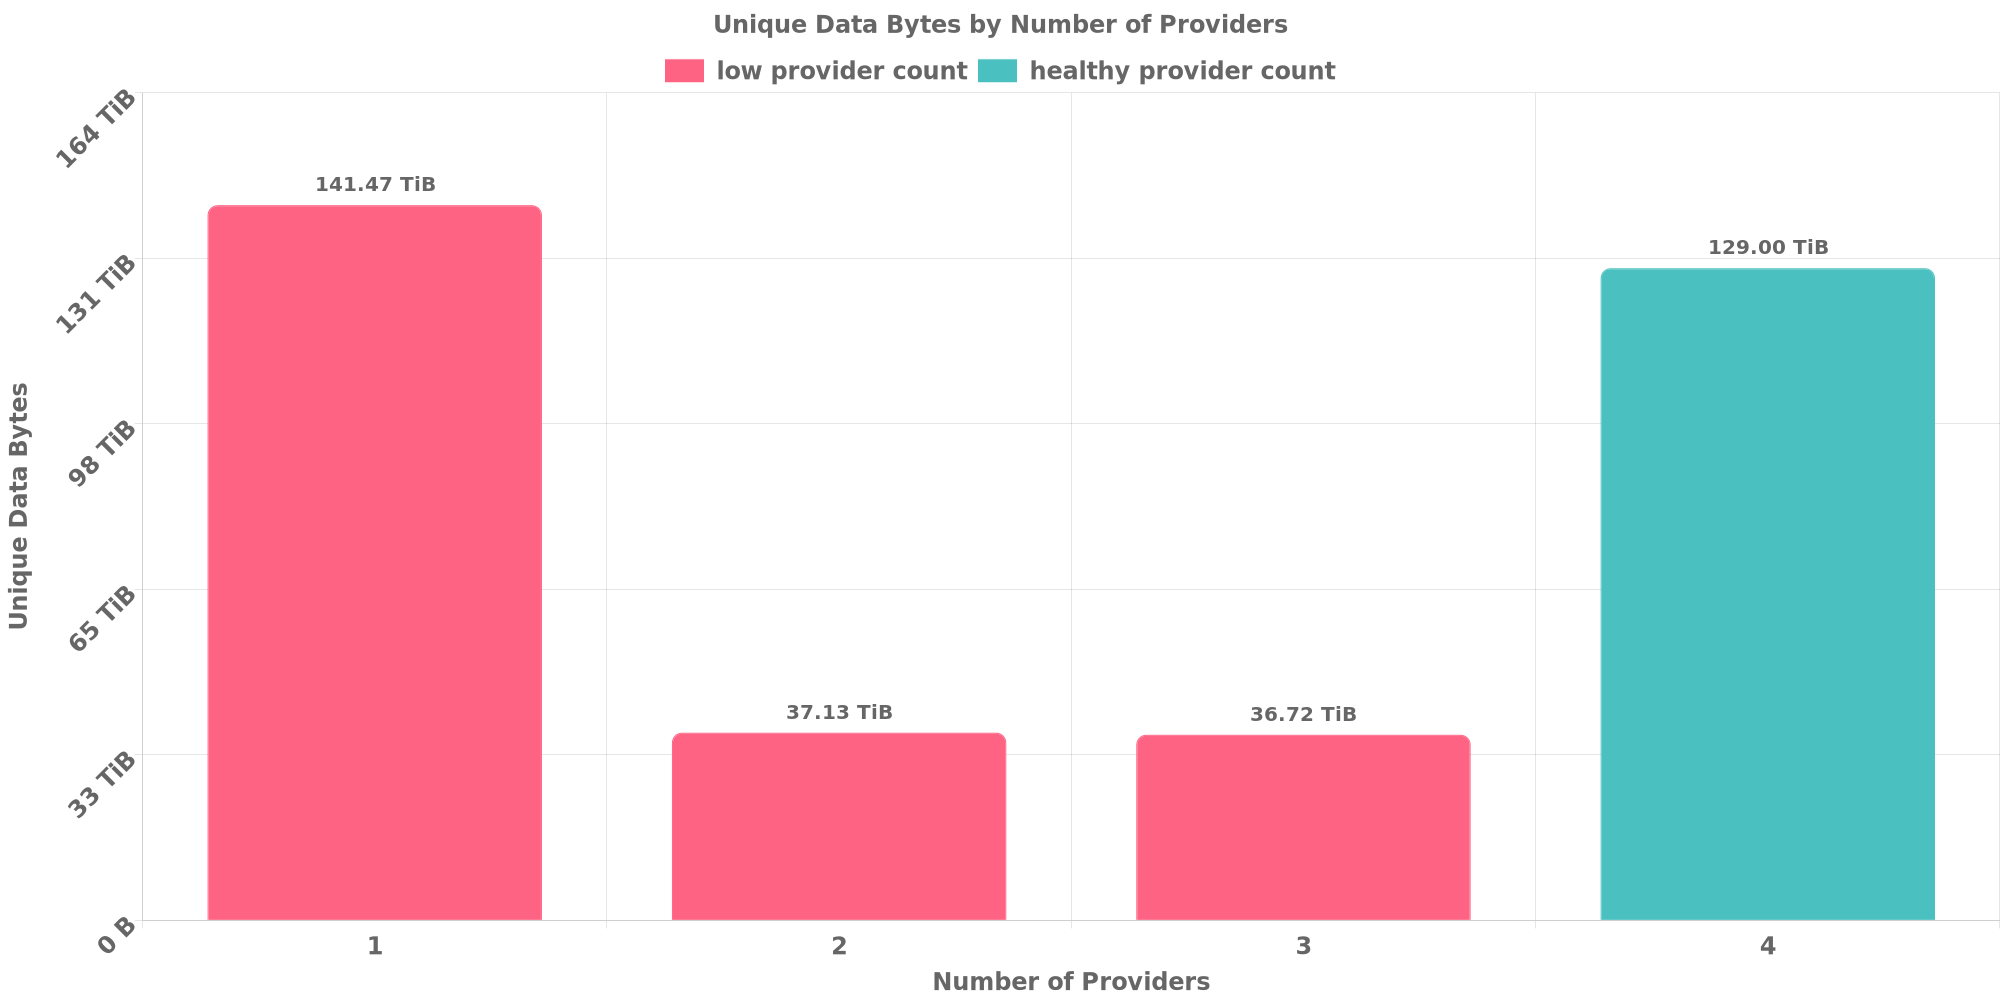 Unique Data Bytes by Number of Providers
low provider count healthy provider count
164 TiB
131 TiB
98 TiB
65 TiB
33 TiB
0 B
Unique Data Bytes
141.47 TiB
37.13 TiB
36.72 TiB
129.00 TiB
1 2 3 4
Number of Providers